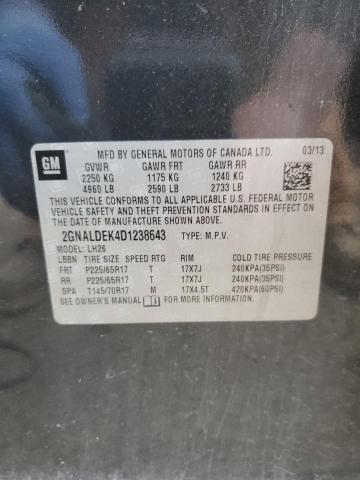 GM
MFD BY GENERAL MOTORS OF CANADA LTD. 03/13
GVWR GAWR FRT GAWR RR
2250 KG 1175 KG 1240 KG
4960 LB 2590 LB 2733 LB
THIS VEHICLE CONFORMS TO ALL APPLICABLE U.S. FEDERAL MOTOR
VEHICLE SAFETY, BUMPER, AND THEFT PREVENTION STANDARDS
IN EFFECT ON THE DATE OF MANUFACTURE SHOWN ABOVE.
2GNALDEK4D1238643 TYPE: M.P.V.
MODEL: LH26
LBBN TIRE SIZE SPEED RTG RIM COLD TIRE PRESSURE
FRT P225/65R17 T 17X7J 240KPA(35PSI)
RR P225/65R17 T 17X7J 240KPA(35PSI)
SPA T145/70R17 M 17X4.5T 420KPA(60PSI)
SEE OWNER'S MANUAL FOR MORE INFORMATION.